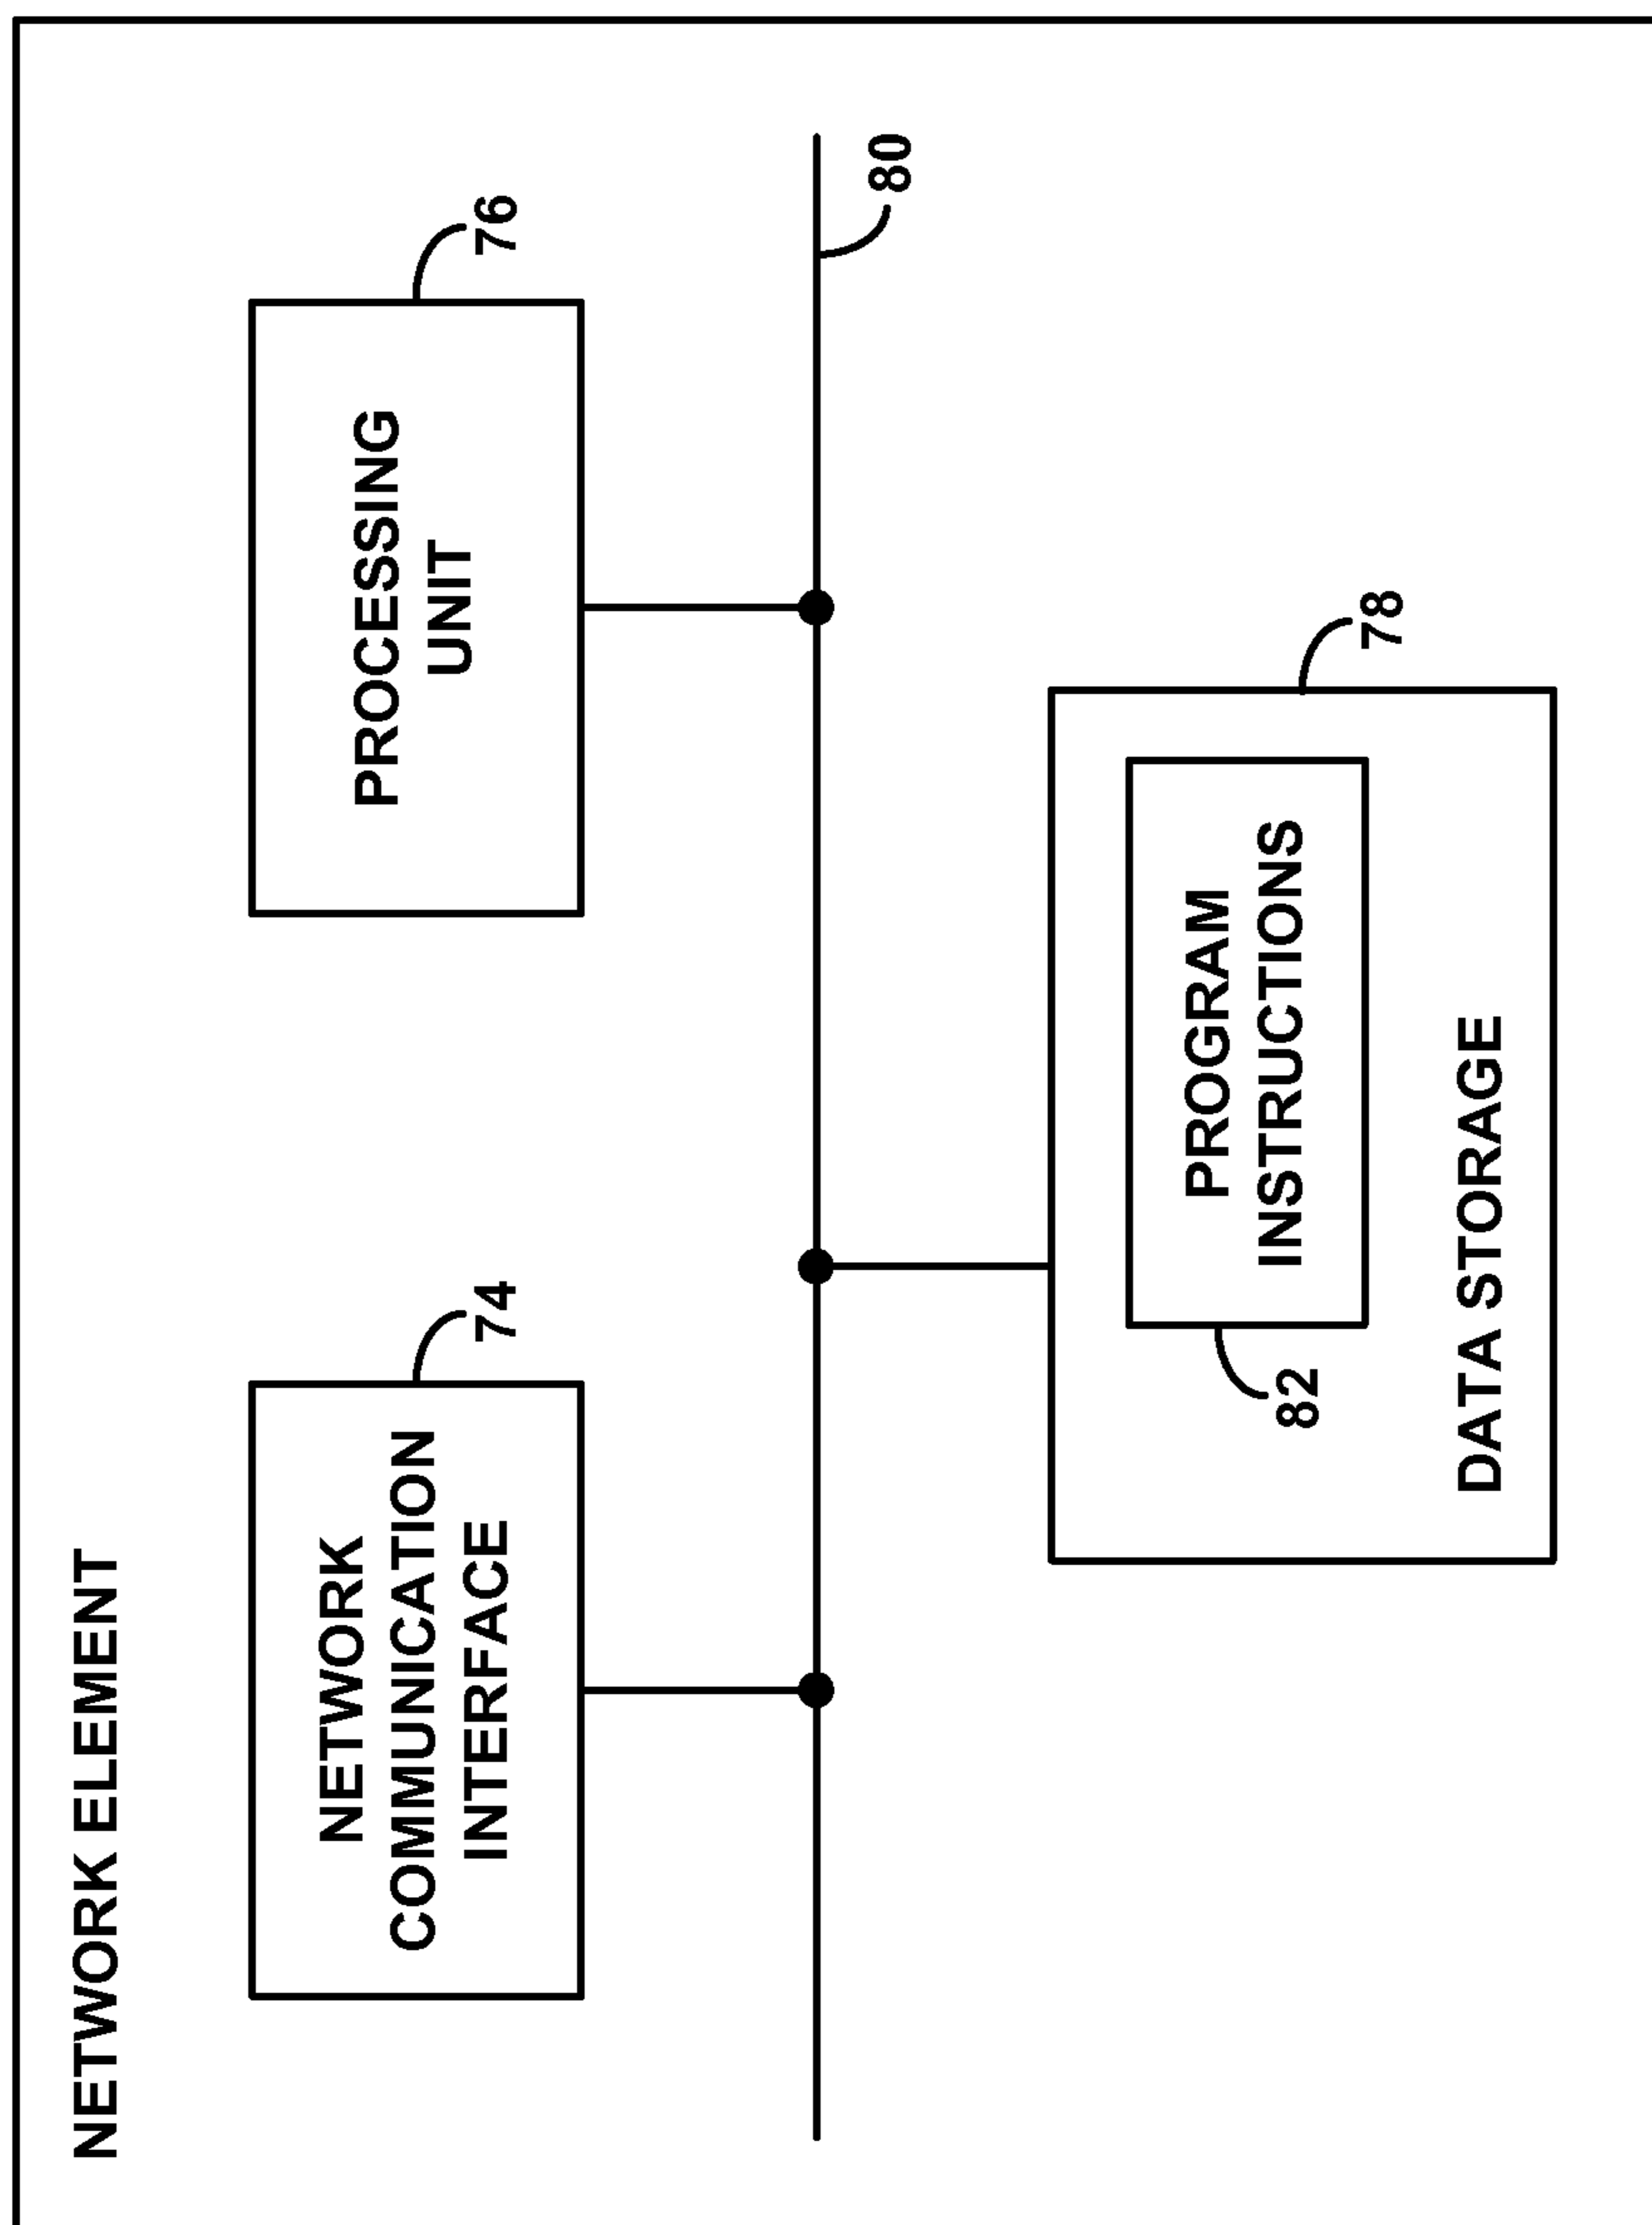 NETWORK ELEMENT
NETWORK
COMMUNICATION
INTERFACE
74
PROCESSING
UNIT
76
80
82
PROGRAM
INSTRUCTIONS
78
DATA STORAGE